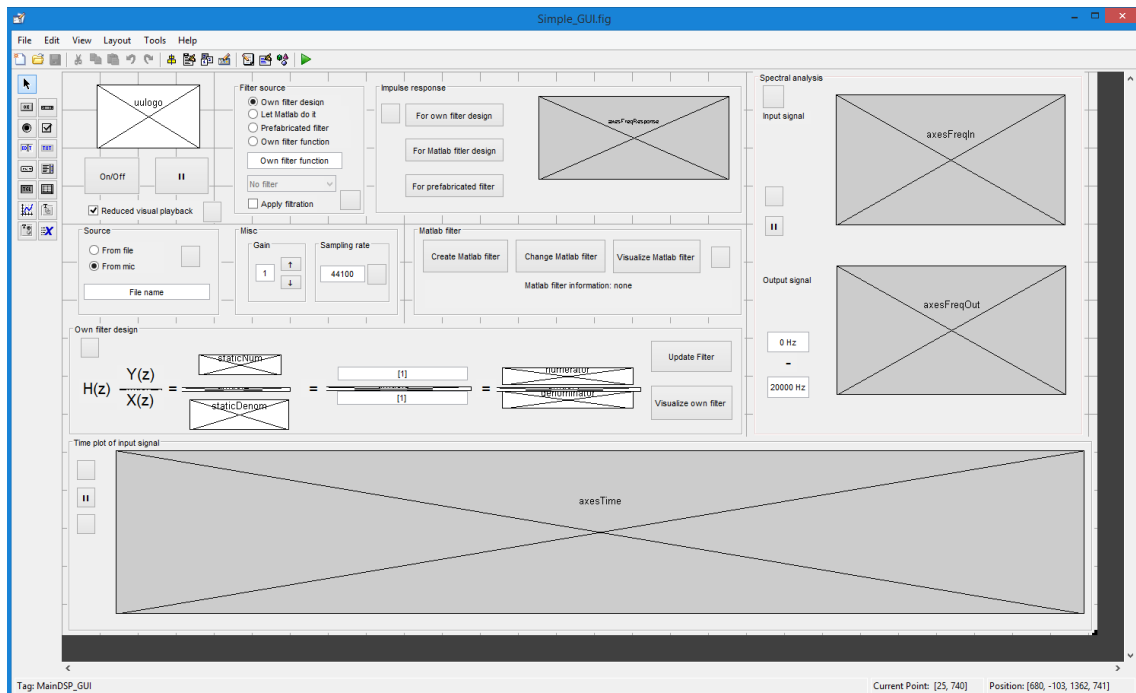 Simple_GUI.fig
File Edit View Layout Tools Help
uulogo
On/Off
Reduced visual playback
Filter source
Own filter design
Let Matlab do it
Prefabricated filter
Own filter function
Own filter function
No filter
Apply filtration
Impulse response
For own filter design
For Matlab filter design
For prefabricated filter
axesFreqResponse
Spectral analysis
Input signal
axesFreqIn
Output signal
axesFreqOut
0 Hz
-
20000 Hz
Source
From file
From mic
File name
Misc
Gain
1
Sampling rate
44100
Matlab filter
Create Matlab filter
Change Matlab filter
Visualize Matlab filter
Matlab filter information: none
Own filter design
H(z)
Y(z)
X(z)
=
staticNum
staticDenom
=
[1]
[1]
=
numerator
denuminator
Update Filter
Visualize own filter
Time plot of input signal
axesTime
Tag: MainDSP_GUI
Current Point: [25, 740]
Position: [680, -103, 1362, 741]